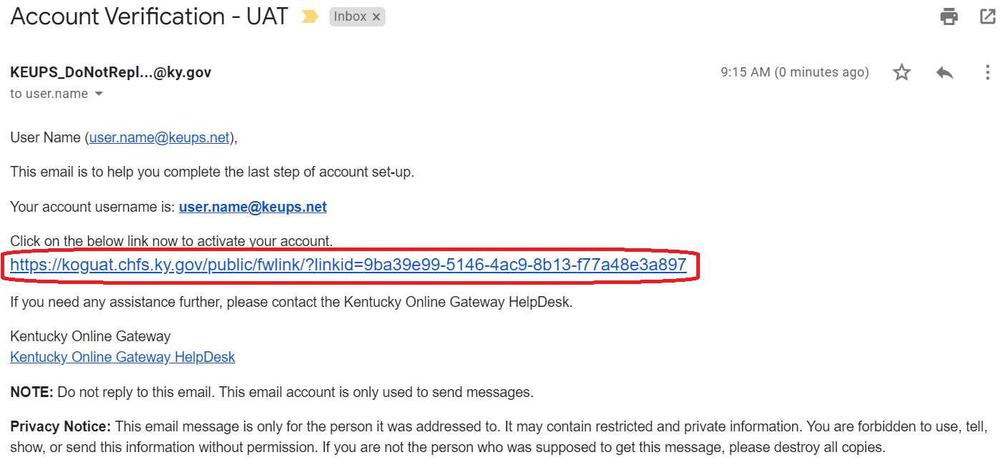 Account Verification - UAT Inbox ×
KEUPS_DoNotRepl...@ky.gov 9:15 AM (0 minutes ago)
to user.name
User Name (user.name@keups.net),
This email is to help you complete the last step of account set-up.
Your account username is: user.name@keups.net
Click on the below link now to activate your account.
https://koguat.chfs.ky.gov/public/fwlink/?linkid=9ba39e99-5146-4ac9-8b13-f77a48e3a897
If you need any assistance further, please contact the Kentucky Online Gateway HelpDesk.
Kentucky Online Gateway
Kentucky Online Gateway HelpDesk
NOTE: Do not reply to this email. This email account is only used to send messages.
Privacy Notice: This email message is only for the person it was addressed to. It may contain restricted and private information. You are forbidden to use, tell,
show, or send this information without permission. If you are not the person who was supposed to get this message, please destroy all copies.